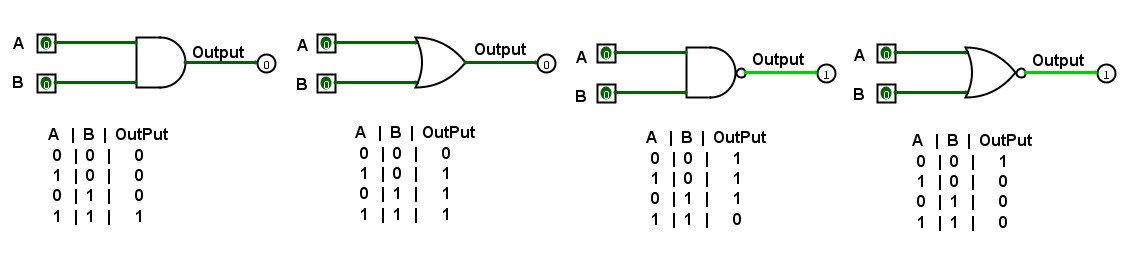 A 0 Output 0
B 0
A | B | OutPut
0 | 0 | 0
1 | 0 | 0
0 | 1 | 0
1 | 1 | 1
A 0 Output 0
B 0
A | B | OutPut
0 | 0 | 0
1 | 0 | 1
0 | 1 | 1
1 | 1 | 1
A 0 Output 1
B 0
A | B | OutPut
0 | 0 | 1
1 | 0 | 1
0 | 1 | 1
1 | 1 | 0
A 0 Output 1
B 0
A | B | OutPut
0 | 0 | 1
1 | 0 | 0
0 | 1 | 0
1 | 1 | 0